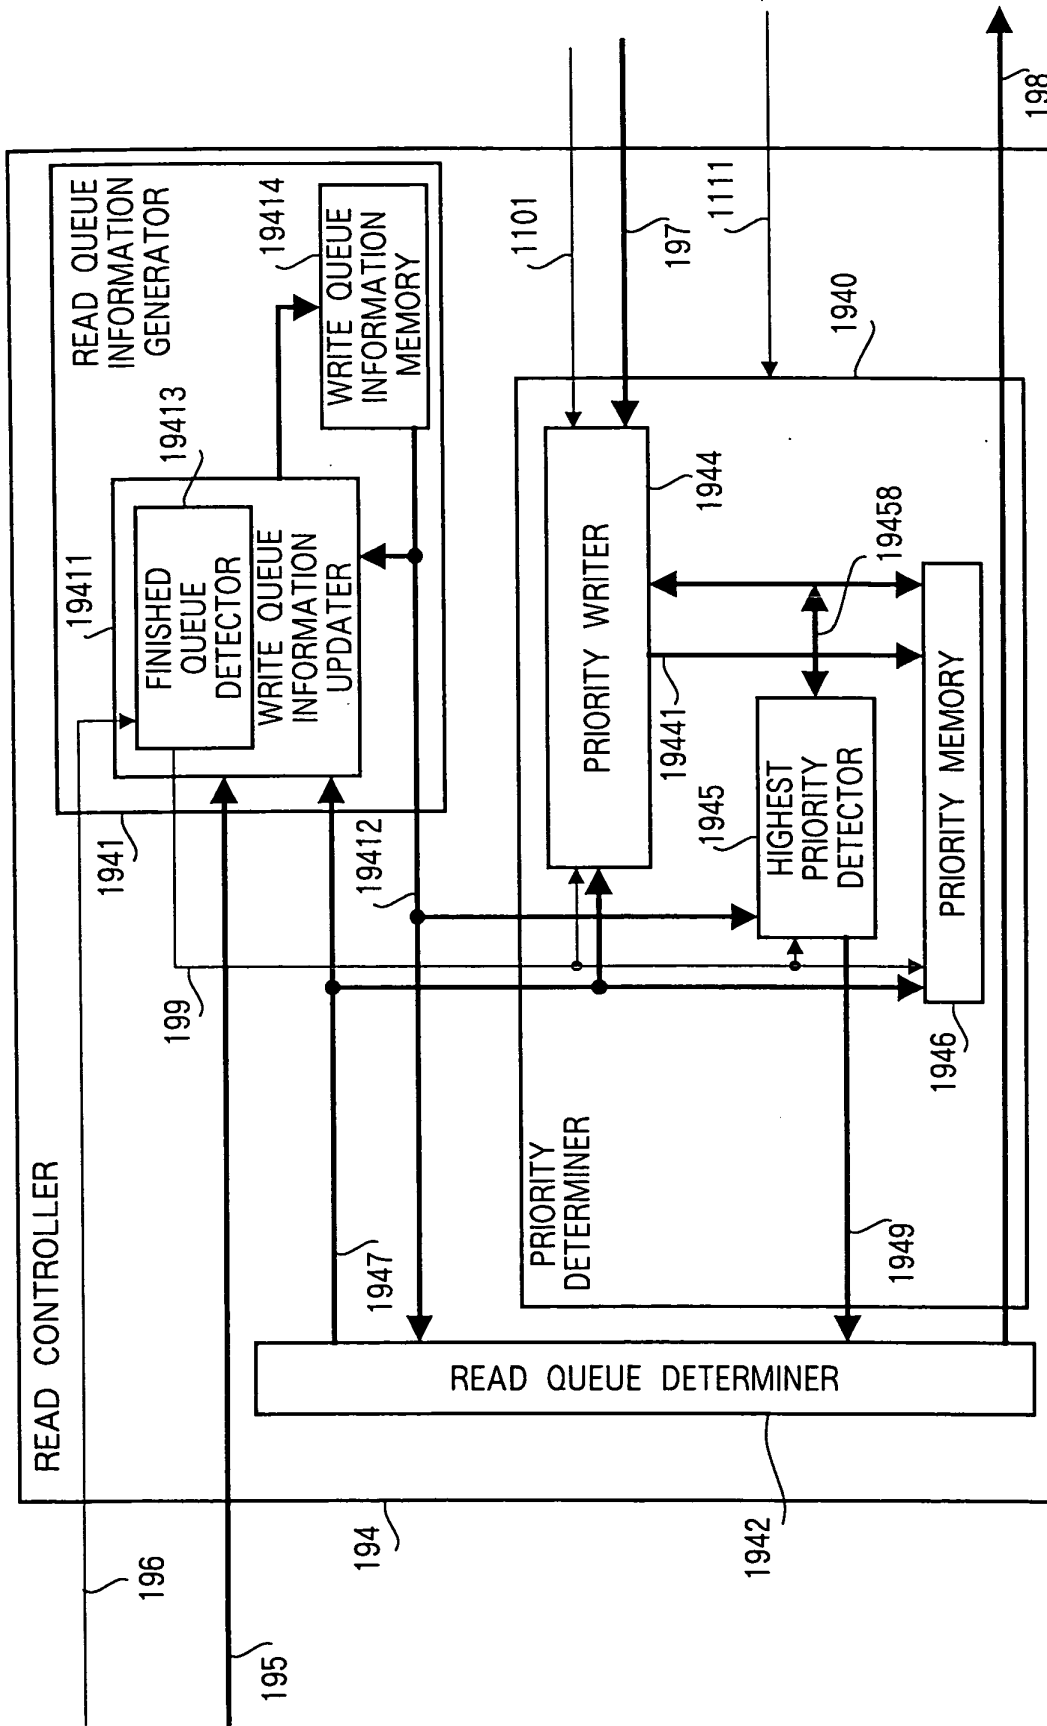 READ CONTROLLER
196
195
194
1942
READ QUEUE DETERMINER
1947
199
1941
19412
19411
FINISHED
QUEUE
DETECTOR
19413
WRITE QUEUE
INFORMATION
UPDATER
READ QUEUE
INFORMATION
GENERATOR
19414
WRITE QUEUE
INFORMATION
MEMORY
PRIORITY
DETERMINER
1949
1940
PRIORITY WRITER
1944
19441
1945
HIGHEST
PRIORITY
DETECTOR
19458
PRIORITY MEMORY
1946
1101
197
1111
198